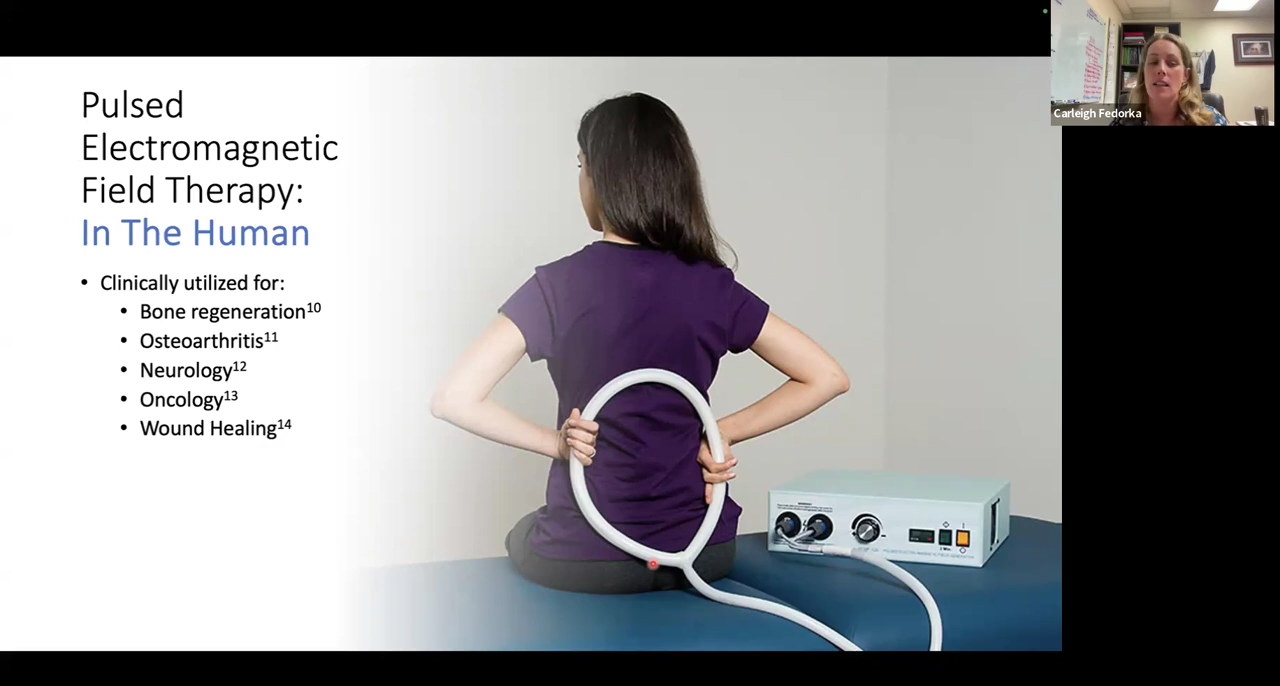 Pulsed
Electromagnetic
Field Therapy:
In The Human
• Clinically utilized for:
• Bone regeneration10
• Osteoarthritis11
• Neurology12
• Oncology13
• Wound Healing14
Carleigh Fedorka